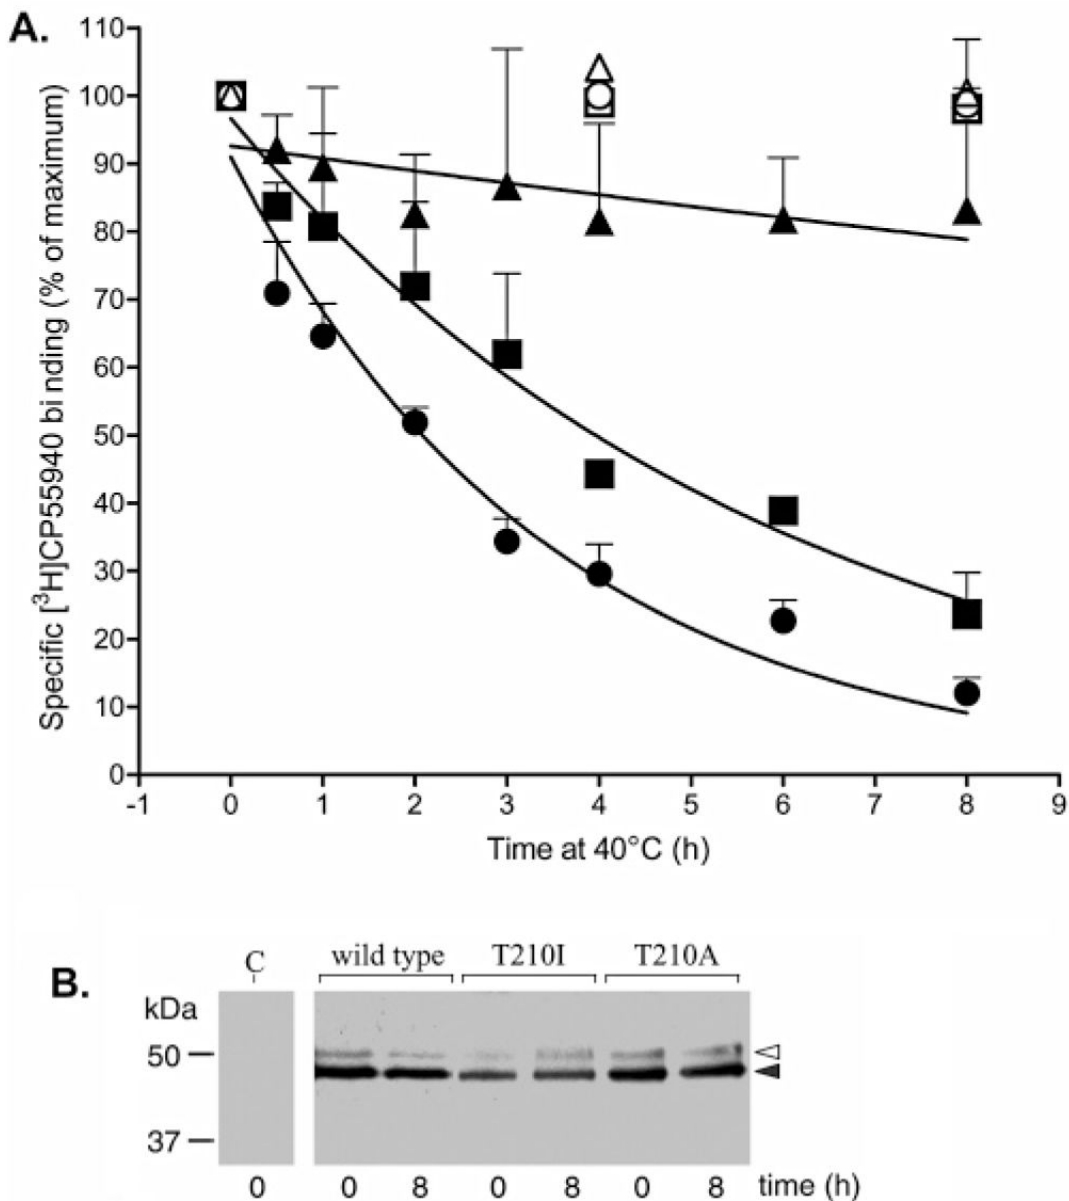 A.
Specific [³H]CP55940 bi nding (% of maximum)
110
100
90
80
70
60
50
40
30
20
10
0
-1 0 1 2 3 4 5 6 7 8 9
Time at 40°C (h)
B.
C wild type T210I T210A
kDa
50
37
0 0 8 0 8 0 8 time (h)